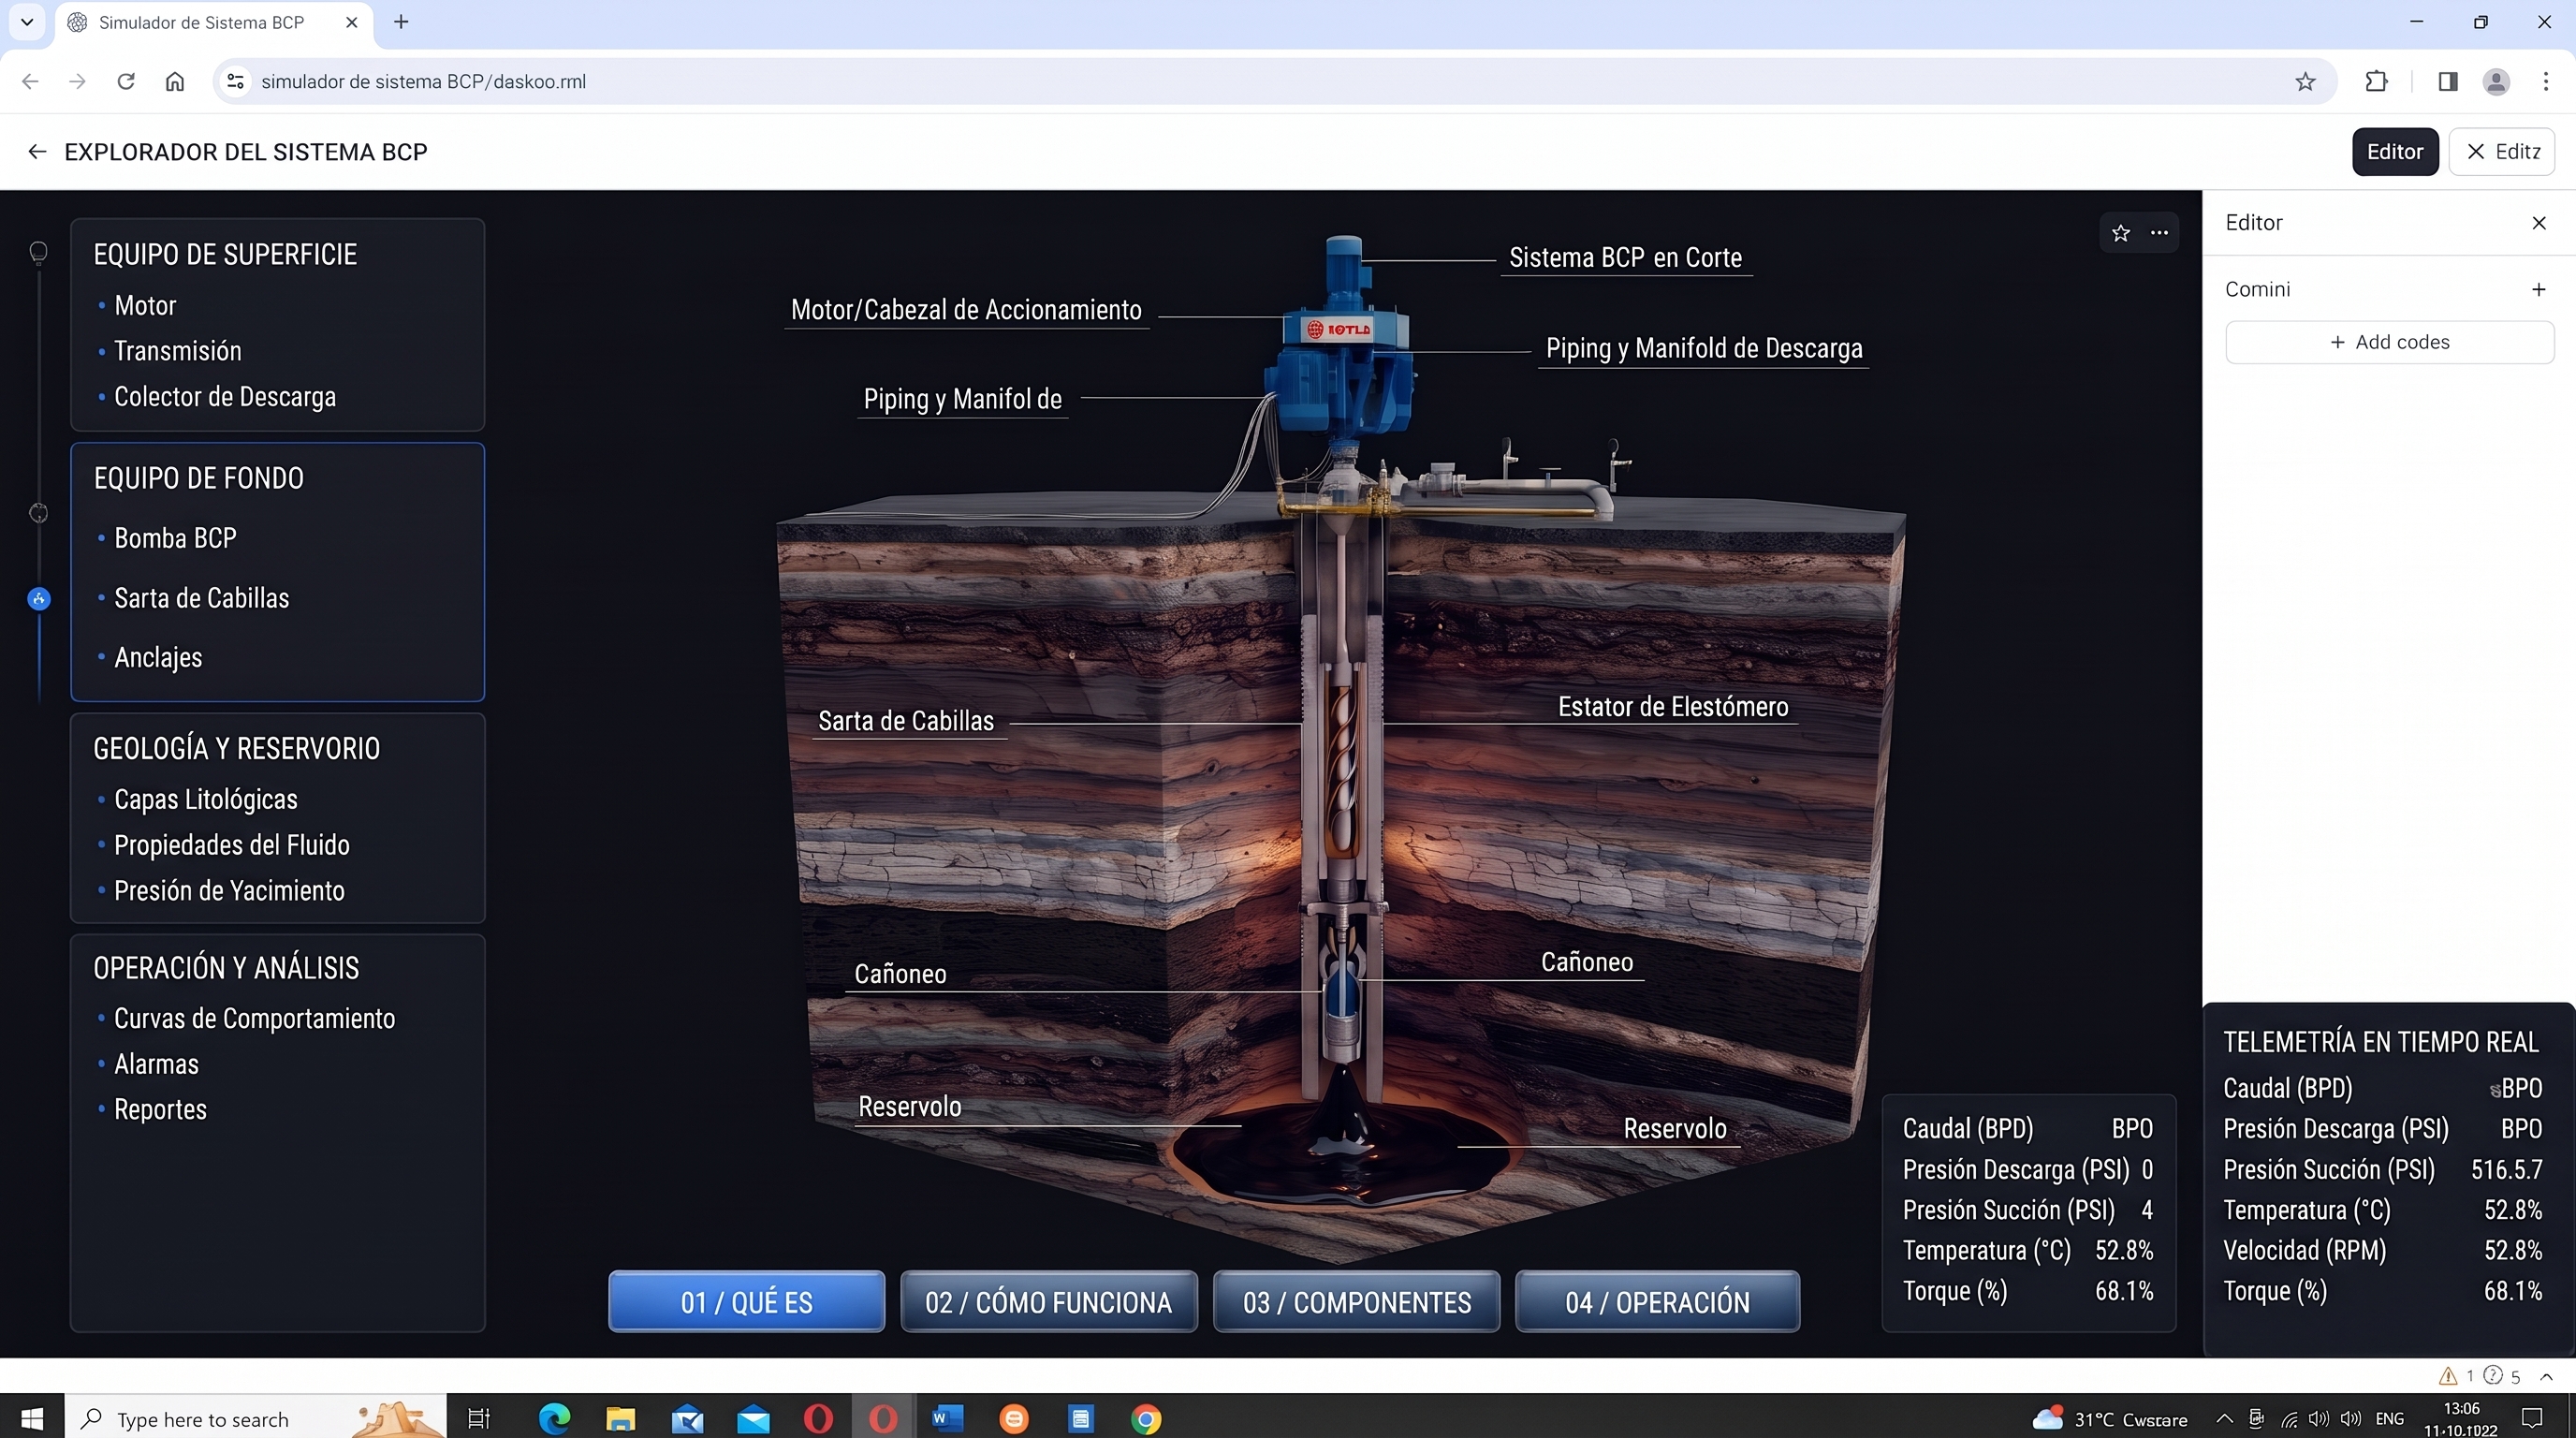 Simulador de Sistema BCP
simulador de sistema BCP/daskoo.rml
EXPLORADOR DEL SISTEMA BCP
Editor
Editz
EQUIPO DE SUPERFICIE
• Motor
• Transmisión
• Colector de Descarga
EQUIPO DE FONDO
• Bomba BCP
• Sarta de Cabillas
• Anclajes
GEOLOGÍA Y RESERVORIO
• Capas Litológicas
• Propiedades del Fluido
• Presión de Yacimiento
OPERACIÓN Y ANÁLISIS
• Curvas de Comportamiento
• Alarmas
• Reportes
Sistema BCP en Corte
Motor/Cabezal de Accionamiento
Piping y Manifold de Descarga
Piping y Manifol de
Sarta de Cabillas
Estator de Elestómero
Cañoneo
Cañoneo
Reservolo
Reservolo
01 / QUÉ ES
02 / CÓMO FUNCIONA
03 / COMPONENTES
04 / OPERACIÓN
Caudal (BPD) BPO
Presión Descarga (PSI) 0
Presión Succión (PSI) 4
Temperatura (°C) 52.8%
Torque (%) 68.1%
Editor
Comini
+ Add codes
TELEMETRÍA EN TIEMPO REAL
Caudal (BPD) BPO
Presión Descarga (PSI) BPO
Presión Succión (PSI) 516.5.7
Temperatura (°C) 52.8%
Velocidad (RPM) 52.8%
Torque (%) 68.1%
1 5
Type here to search
31°C Cwstare
ENG
13:06